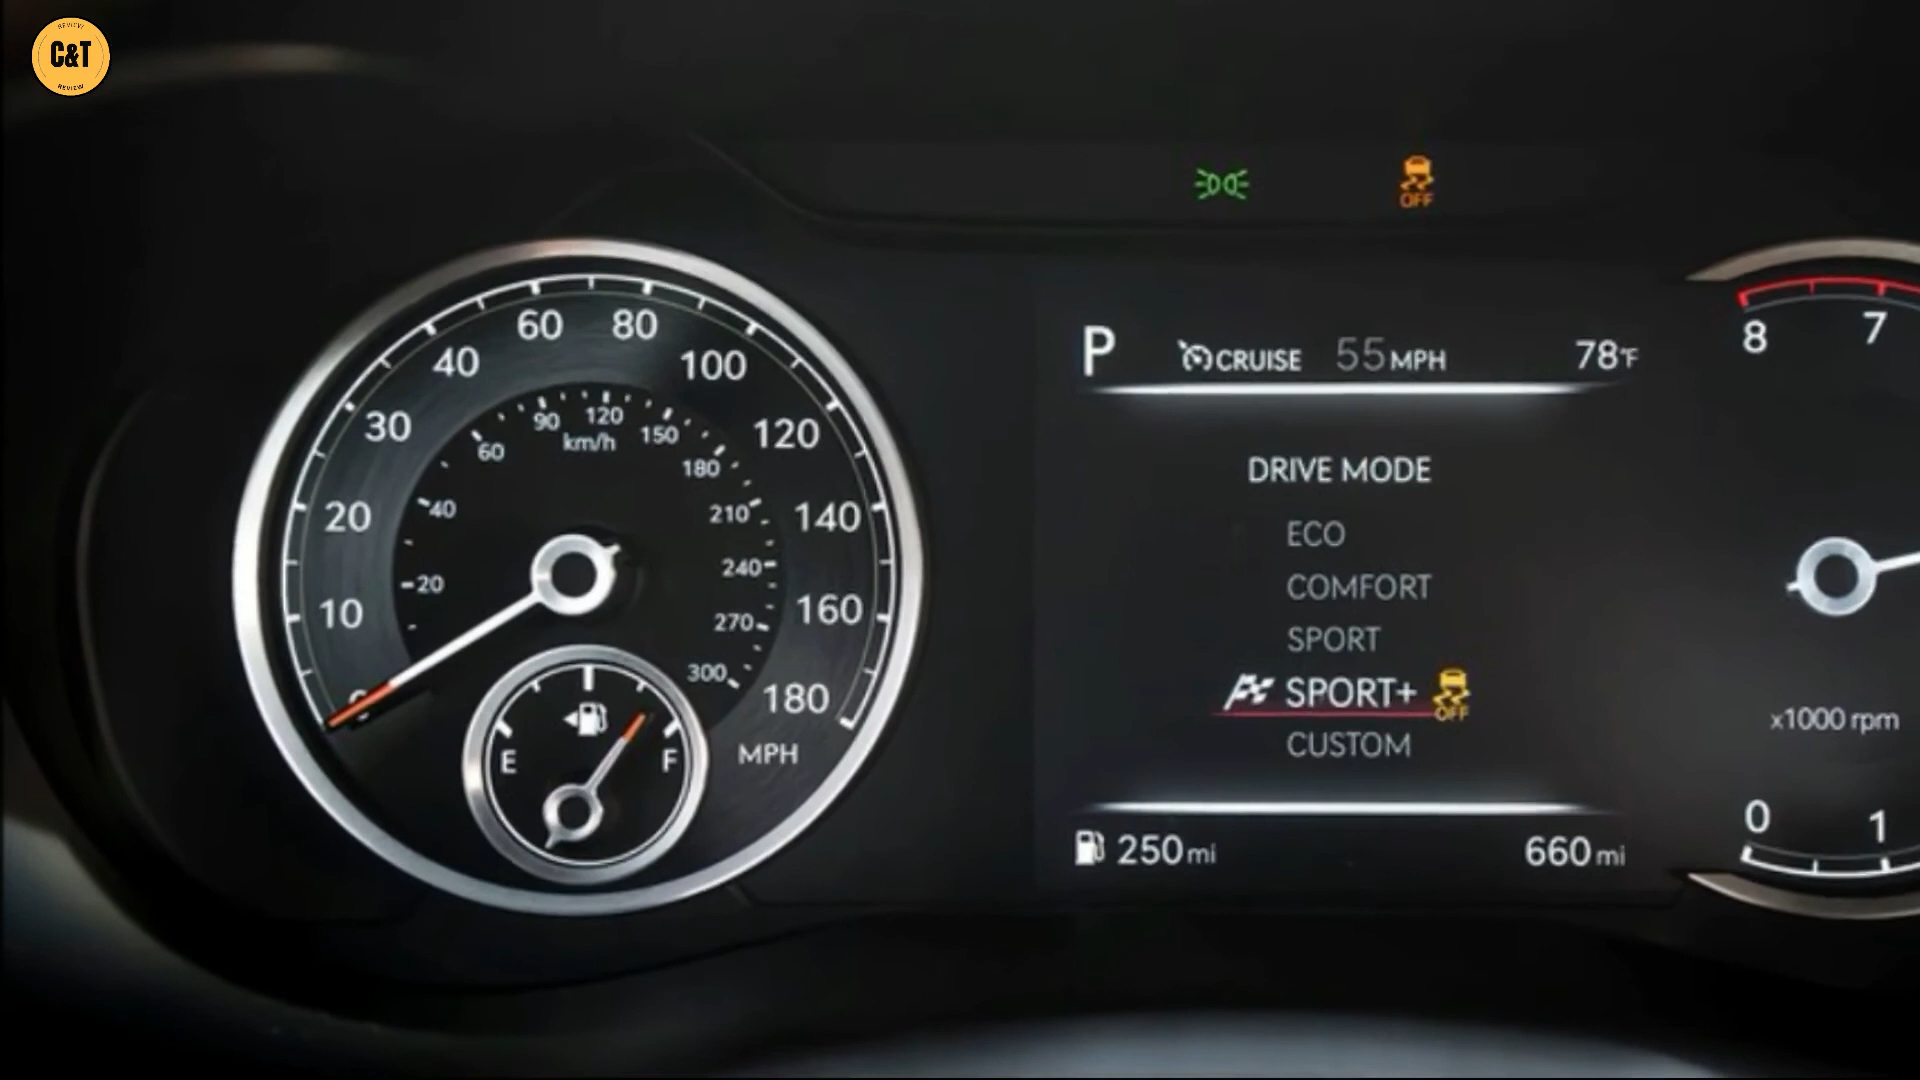 REVIEW!
C&T
REVIEW
OFF
P
CRUISE 55 MPH
78°F
DRIVE MODE
ECO
COMFORT
SPORT
SPORT+ OFF
CUSTOM
250 mi
660 mi
10
20
30
40
60
80
100
120
140
160
180
MPH
20
40
60
90
120
150
180
210
240
270
300
km/h
E
F
8
7
x1000 rpm
0
1